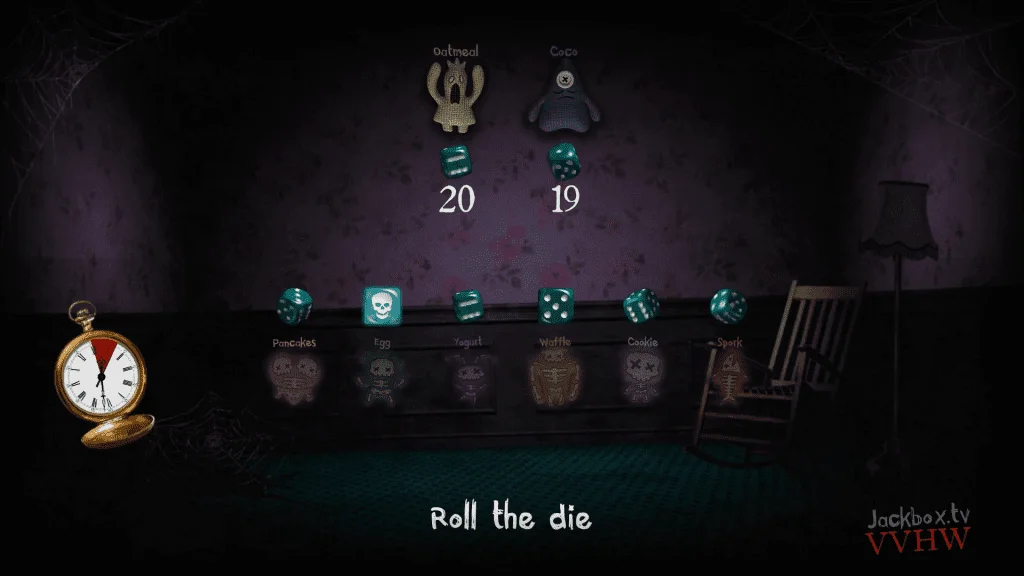 Oatmeal
Coco
20
19
Pancakes
Egg
Yogurt
Waffle
Cookie
Spork
Roll the die
Jackbox.tv
VVHW